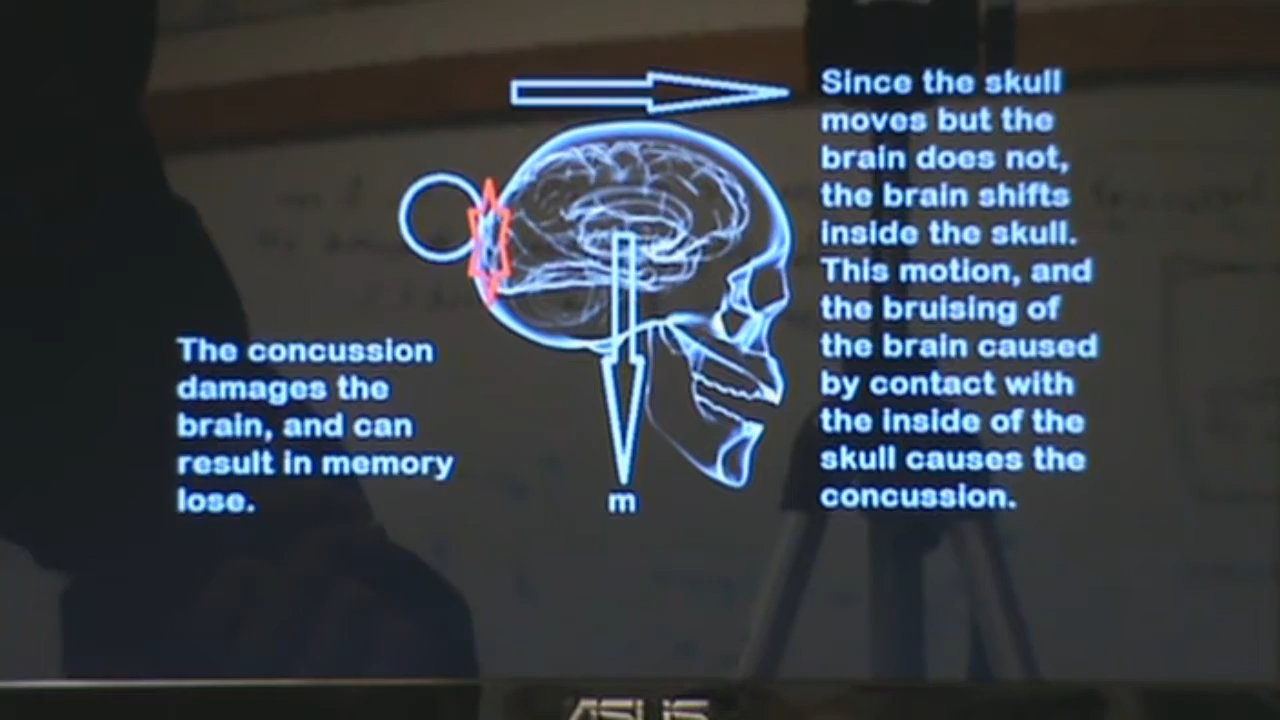 Since the skull
moves but the
brain does not,
the brain shifts
inside the skull.
This motion, and
the bruising of
the brain caused
by contact with
the inside of the
skull causes the
concussion.
The concussion
damages the
brain, and can
result in memory
lose.
m
ASUS